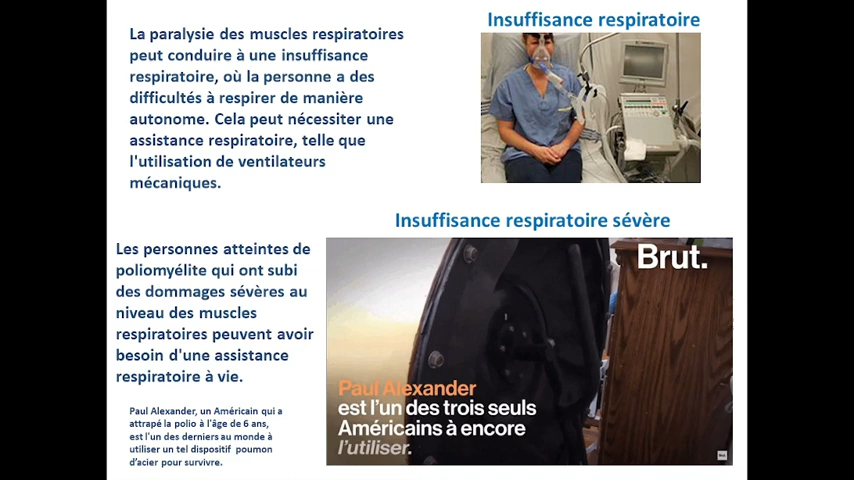 Insuffisance respiratoire
La paralysie des muscles respiratoires
peut conduire à une insuffisance
respiratoire, où la personne a des
difficultés à respirer de manière
autonome. Cela peut nécessiter une
assistance respiratoire, telle que
l'utilisation de ventilateurs
mécaniques.
Insuffisance respiratoire sévère
Les personnes atteintes de
poliomyélite qui ont subi
des dommages sévères au
niveau des muscles
respiratoires peuvent avoir
besoin d'une assistance
respiratoire à vie.
Paul Alexander, un Américain qui a
attrapé la polio à l'âge de 6 ans,
est l'un des derniers au monde à
utiliser un tel dispositif poumon
d'acier pour survivre.
Brut.
Paul Alexander
est l'un des trois seuls
Américains à encore
l'utiliser.